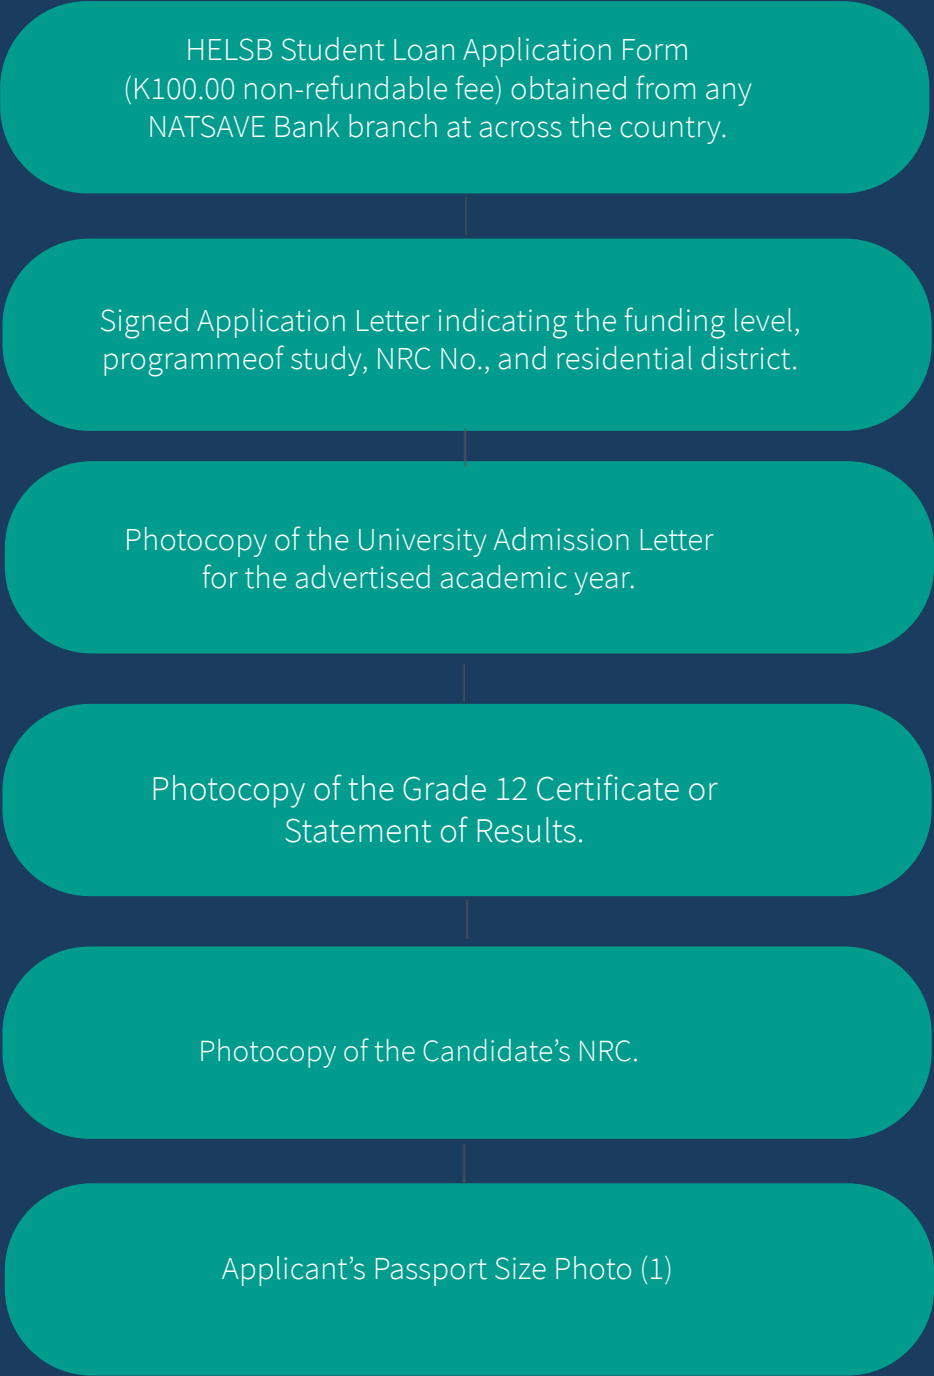 HELSB Student Loan Application Form
(K100.00 non-refundable fee) obtained from any
NATSAVE Bank branch at across the country.
Signed Application Letter indicating the funding level,
programmeof study, NRC No., and residential district.
Photocopy of the University Admission Letter
for the advertised academic year.
Photocopy of the Grade 12 Certificate or
Statement of Results.
Photocopy of the Candidate’s NRC.
Applicant’s Passport Size Photo (1)